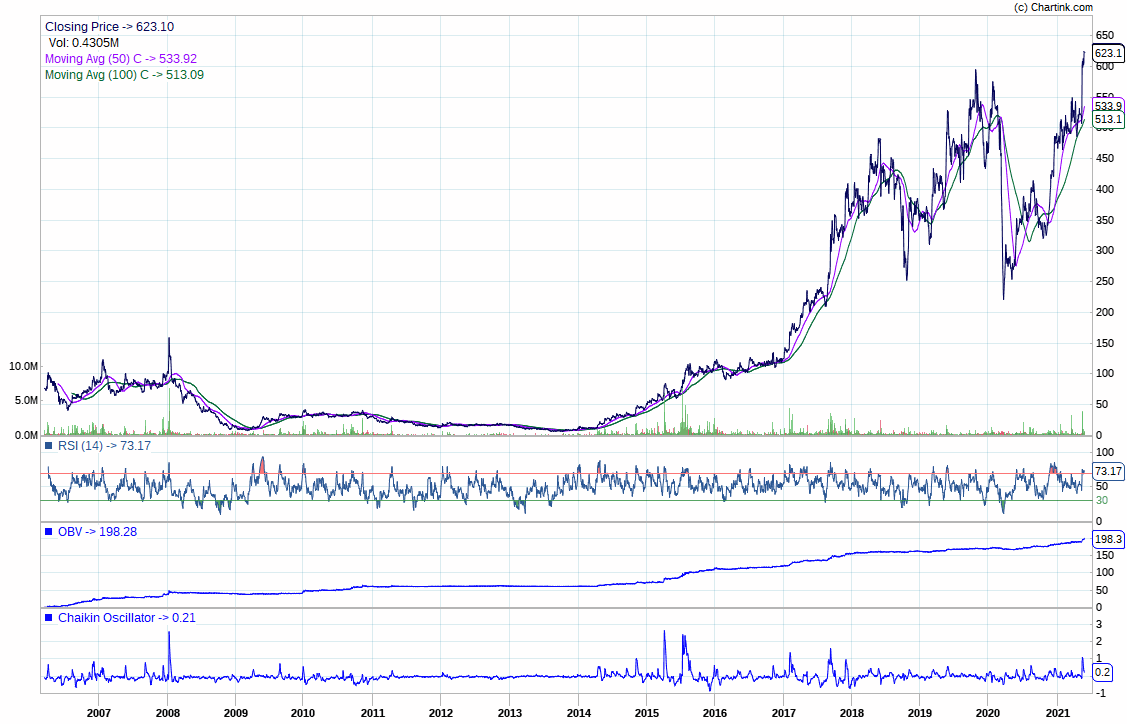 (c) Chartink.com
Closing Price -> 623.10
Vol: 0.4305M
Moving Avg (50) C -> 533.92
Moving Avg (100) C -> 513.09
650
623.1
600
550
533.9
513.1
500
450
400
350
300
250
200
150
100
50
0
10.0M
5.0M
0.0M
RSI (14) -> 73.17
100
73.17
50
30
0
OBV -> 198.28
198.3
150
100
50
0
Chaikin Oscillator -> 0.21
3
2
1
0.2
-1
2007 2008 2009 2010 2011 2012 2013 2014 2015 2016 2017 2018 2019 2020 2021